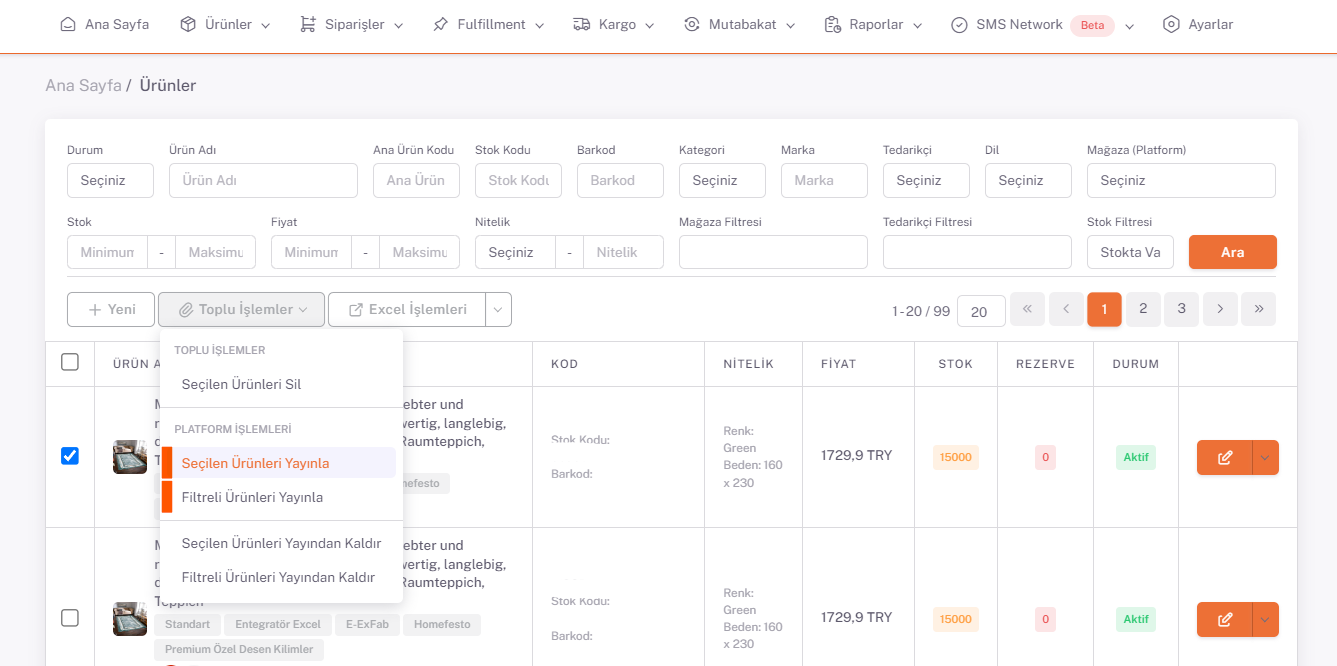 Ana Sayfa Ürünler Siparişler Fulfillment Kargo Mutabakat Raporlar SMS Network Beta Ayarlar
Ana Sayfa / Ürünler
Durum Ürün Adı Ana Ürün Kodu Stok Kodu Barkod Kategori Marka Tedarikçi Dil Mağaza (Platform)
Seçiniz Ürün Adı Ana Ürün Stok Kodu Barkod Seçiniz Marka Seçiniz Seçiniz Seçiniz
Stok Fiyat Nitelik Mağaza Filtresi Tedarikçi Filtresi Stok Filtresi
Minimum - Maksimu Minimum - Maksimu Seçiniz - Nitelik Stokta Va Ara
Yeni Toplu İşlemler Excel İşlemleri 1 - 20 / 99 20 « < 1 2 3 > »
TOPLU İŞLEMLER
Seçilen Ürünleri Sil
PLATFORM İŞLEMLERİ
Seçilen Ürünleri Yayınla
Filtreli Ürünleri Yayınla
Seçilen Ürünleri Yayından Kaldır
Filtreli Ürünleri Yayından Kaldır
ÜRÜN A KOD NİTELİK FİYAT STOK REZERVE DURUM
ebter und
wertig, langlebig,
Raumteppich,
nefesto
Stok Kodu:
Barkod:
Renk:
Green
Beden: 160
x 230
1729,9 TRY 15000 0 Aktif
ebter und
wertig, langlebig,
Raumteppich,
Teppich
Standart Entegratör Excel E-ExFab Homefesto
Premium Özel Desen Kilimler
Stok Kodu:
Barkod:
Renk:
Green
Beden: 160
x 230
1729,9 TRY 15000 0 Aktif